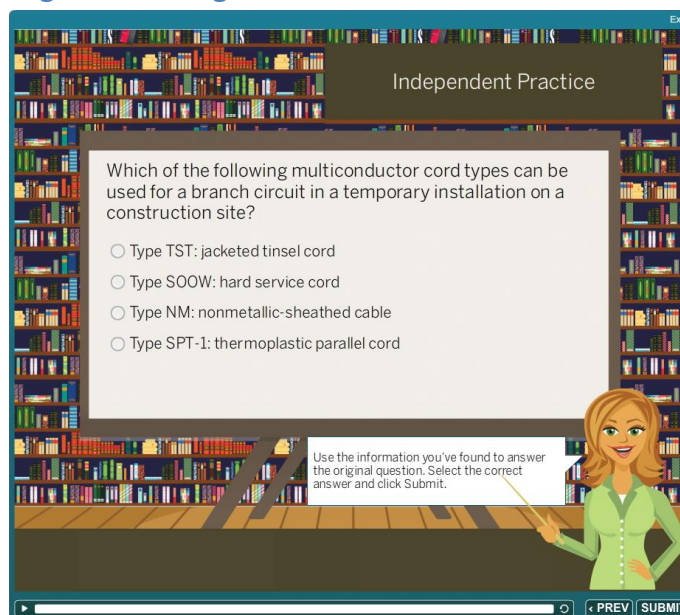 Ex
Independent Practice
Which of the following multiconductor cord types can be
used for a branch circuit in a temporary installation on a
construction site?
Type TST: jacketed tinsel cord
Type SOOW: hard service cord
Type NM: nonmetallic-sheathed cable
Type SPT-1: thermoplastic parallel cord
Use the information you've found to answer
the original question. Select the correct
answer and click Submit.
‹ PREV SUBMIT